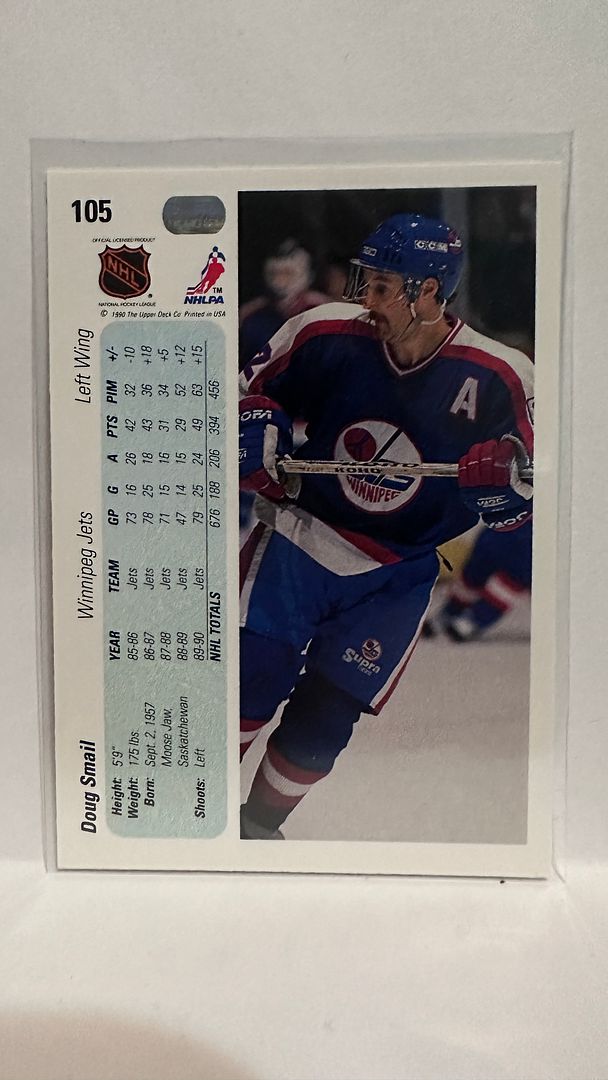 105
OFFICIAL LICENSED PRODUCT
NHL
®
NATIONAL HOCKEY LEAGUE
TM
NHLPA
© 1990 The Upper Deck Co. Printed in USA
Doug Smail Winnipeg Jets Left Wing
Height: 5'9"
Weight: 175 lbs.
Born: Sept. 2, 1957
Moose Jaw,
Saskatchewan
Shoots: Left
YEAR TEAM GP G A PTS PIM +/-
85-86 Jets 73 16 26 42 32 -10
86-87 Jets 78 25 18 43 36 +18
87-88 Jets 71 15 16 31 34 +5
88-89 Jets 47 14 15 29 52 +12
89-90 Jets 79 25 24 49 63 +15
NHL TOTALS 676 188 206 394 456
CCM
A
KOHO
WINNIPEG
Supra